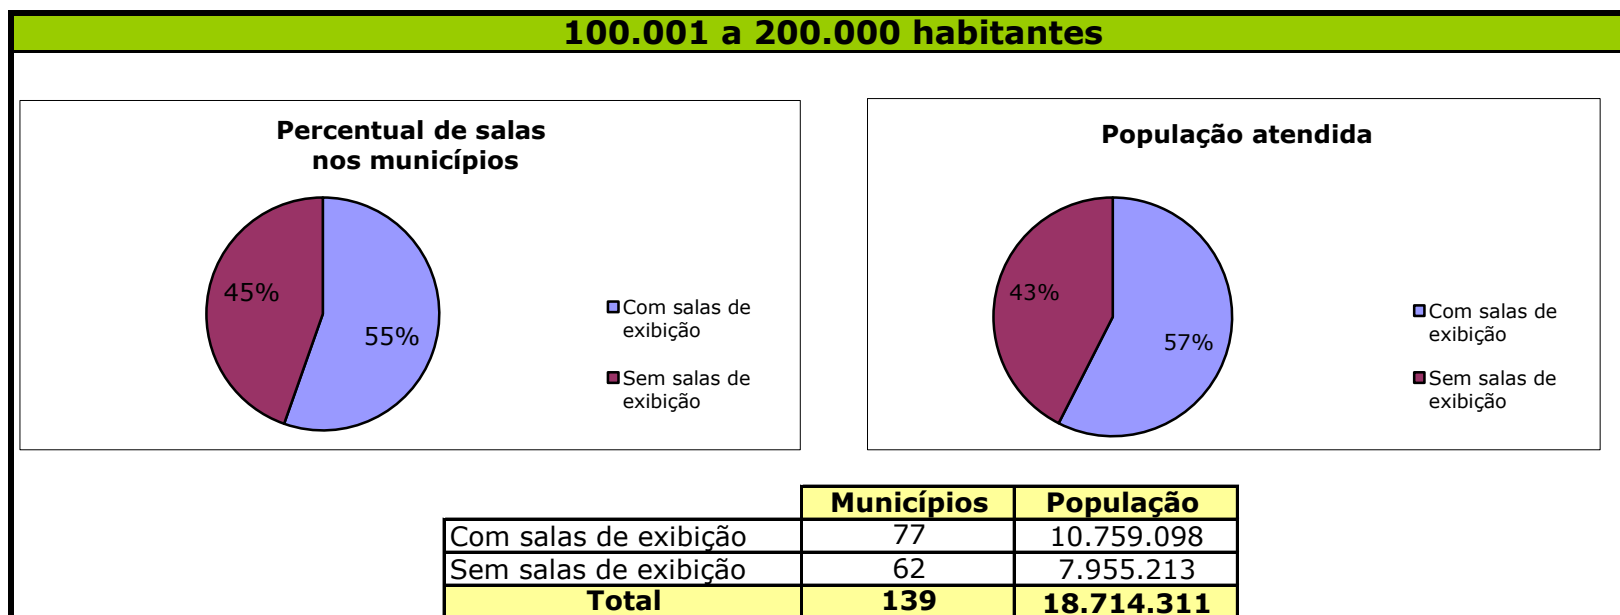 100.001 a 200.000 habitantes
Percentual de salas
nos municípios
45%
55%
Com salas de
exibição
Sem salas de
exibição
População atendida
43%
57%
Com salas de
exibição
Sem salas de
exibição
Municípios População
Com salas de exibição 77 10.759.098
Sem salas de exibição 62 7.955.213
Total 139 18.714.311